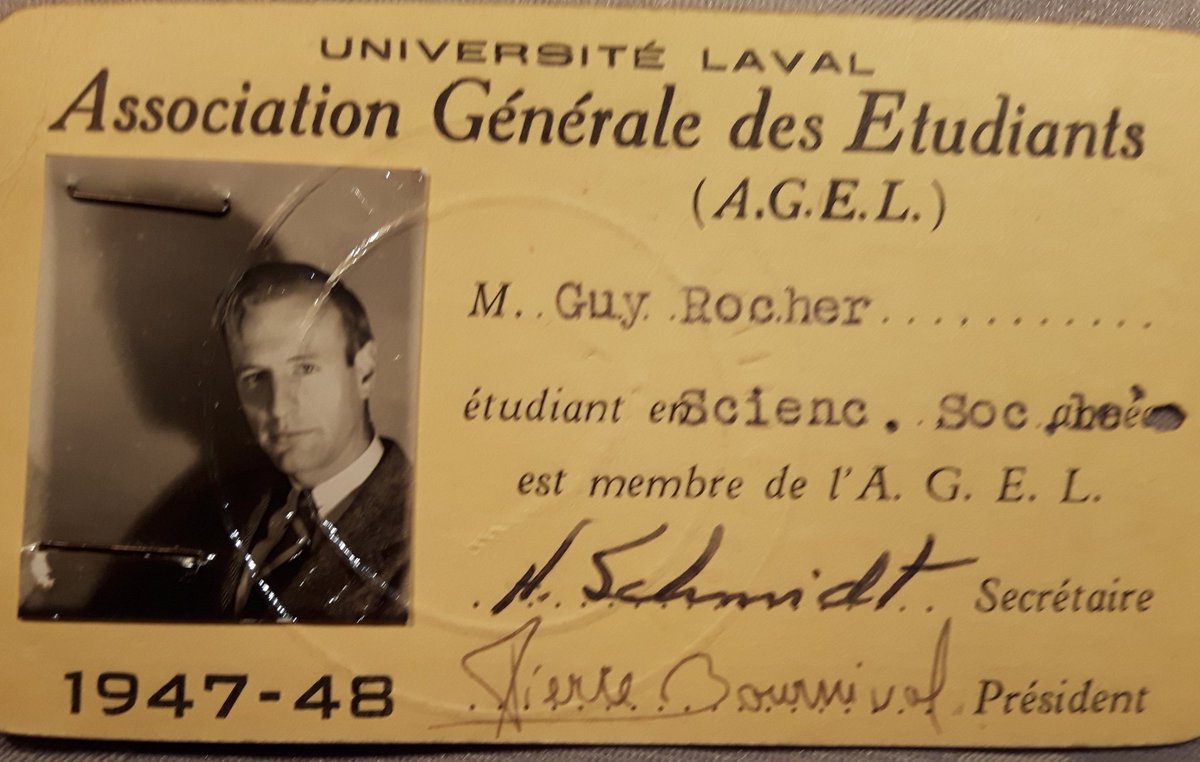 UNIVERSITÉ LAVAL
Association Générale des Etudiants
(A.G.E.L.)
M. Guy Rocher
étudiant en Scienc. Soc.
est membre de l'A. G. E. L.
N. Schmidt Secrétaire
Pierre Bournival Président
1947-48